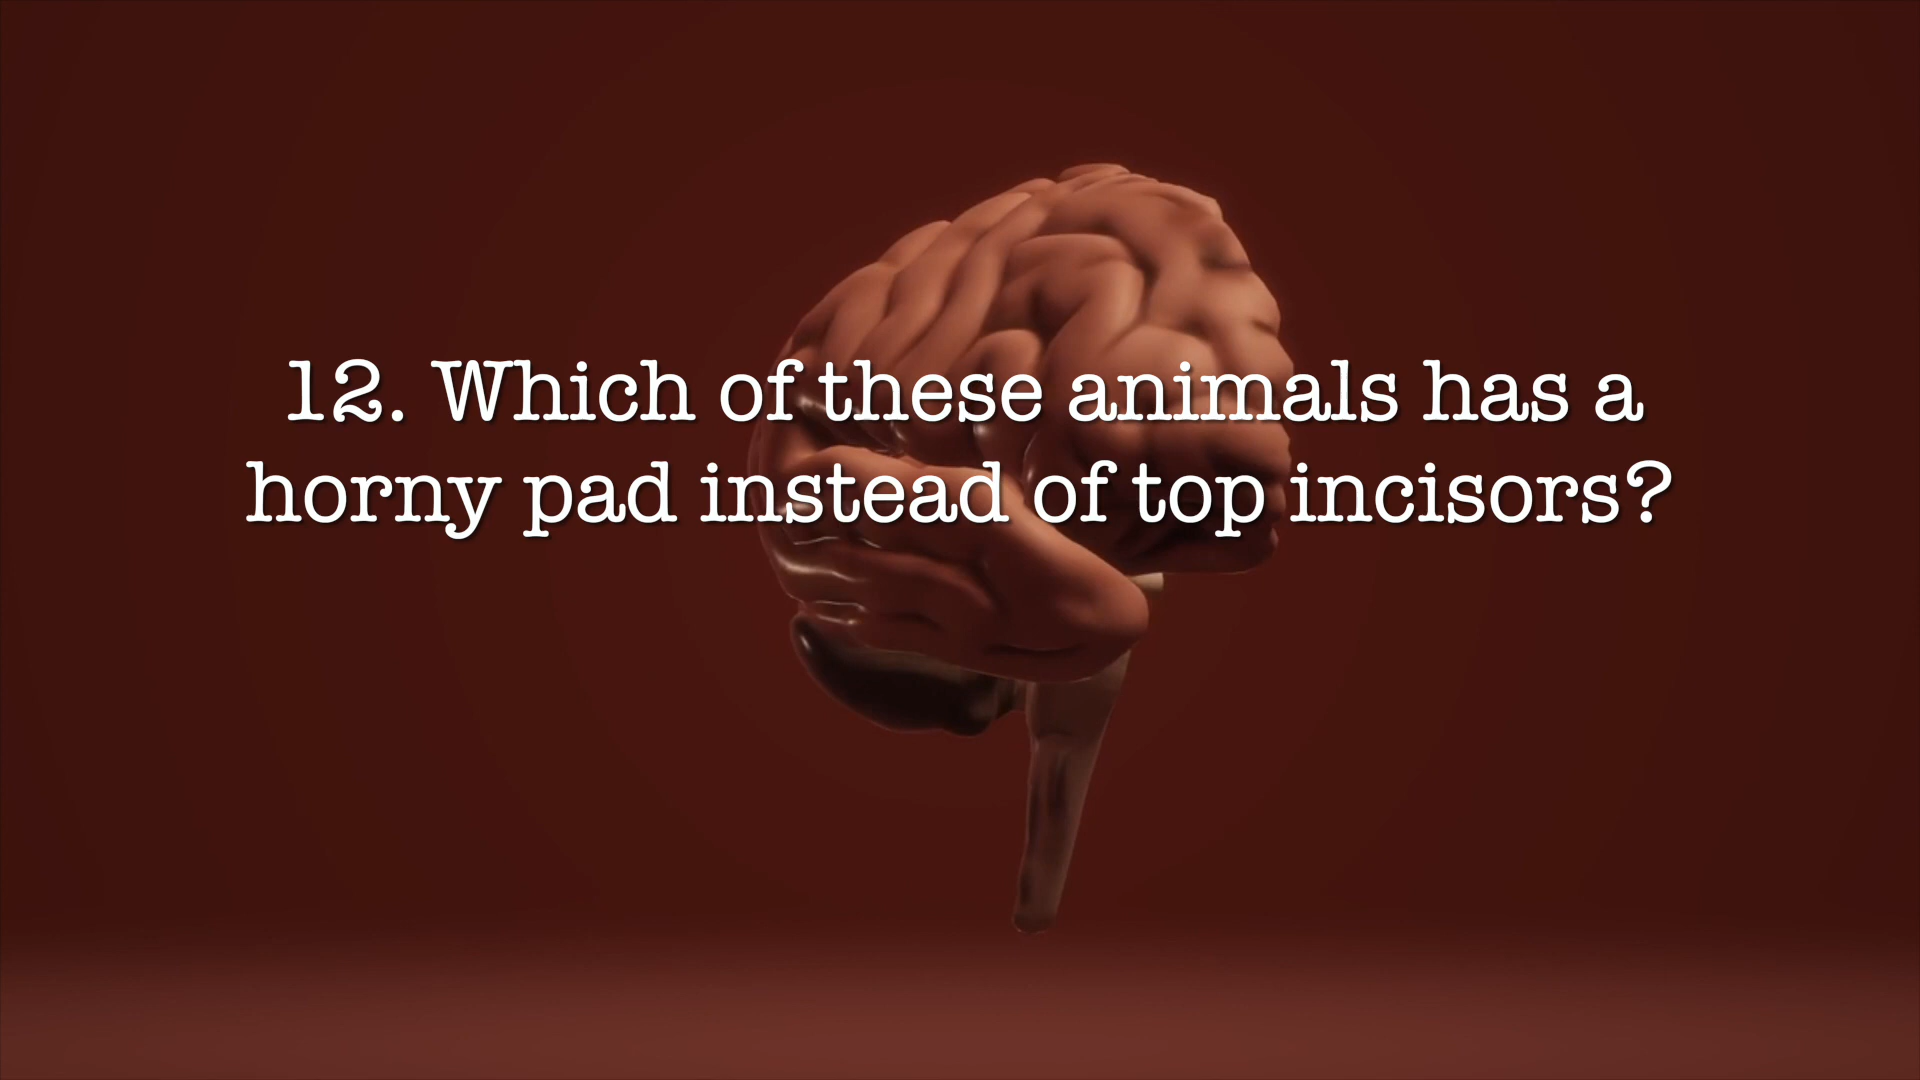 12. Which of these animals has a
horny pad instead of top incisors?